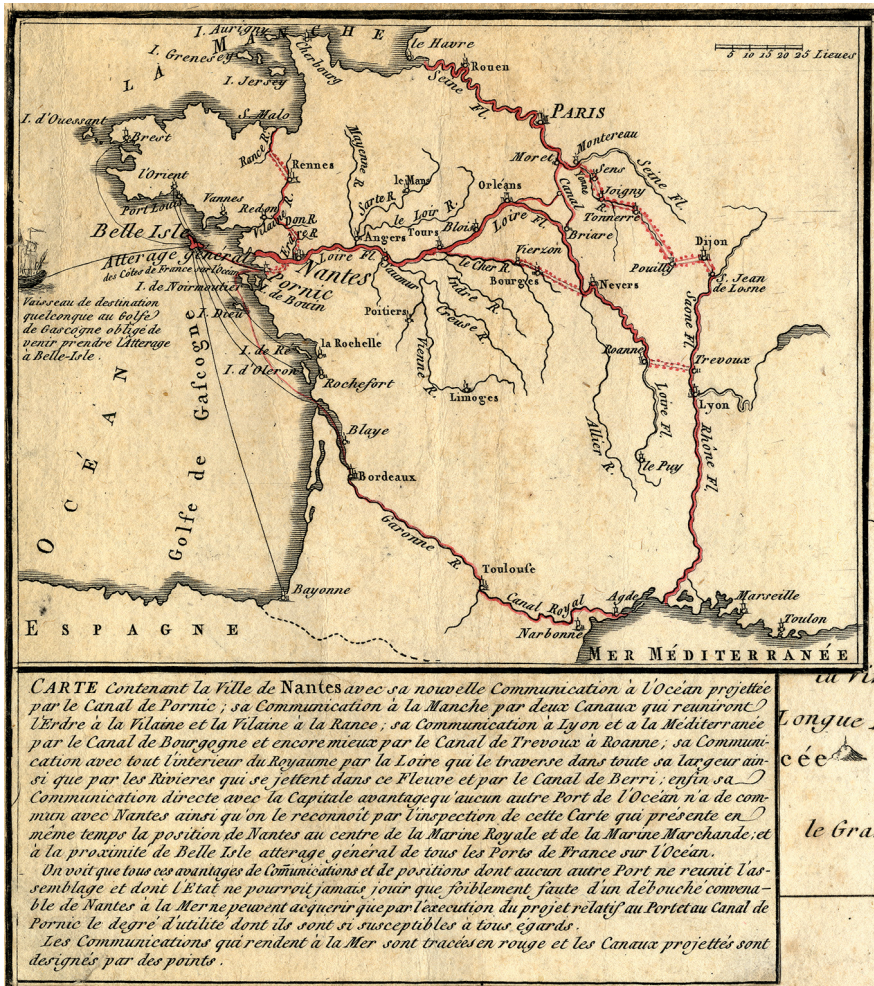 LA MANCHE
I. Aurigny
I. Grenesey
I. Jersey
Cherbourg
le Havre
Rouen
Seine Fl.
PARIS
5 10 15 20 25 Lieues
I. d'Ouessant
Brest
S. Malo
Rance R.
Rennes
Mayenne R.
Sarte R.
le Mans
le Loir R.
Orléans
Moret
Montereau
Yonne
Sens
Joigny
Tonnerre
Seine Fl.
Canal
Briare
l'Orient
Port Louis
Vannes
Redon
Vilaine R.
Don R.
Erdre R.
Belle Isle
Atterage général
des Côtes de France sur l'Océan
Nantes
Loire Fl.
Angers
Saumur
Tours
Blois
Loire Fl.
le Cher R.
Vierzon
Bourges
Nevers
Pouilly
Dijon
S. Jean
de Losne
Saone Fl.
Pornic
I. de Noirmoutier
de Bouin
I. Dieu
Vaisseau de destination
quelconque au Golfe
de Gascogne obligé de
venir prendre l'Atterage
à Belle-Isle.
Poitiers
Indre R.
Creuse R.
Vienne R.
Limoges
I. de Ré
la Rochelle
I. d'Oleron
Rochefort
Roanne
Trevoux
Lyon
Loire Fl.
Allier R.
le Puy
Rhône Fl.
OCÉAN
Golfe de Gascogne
Blaye
Bordeaux
Garonne R.
Toulouse
Canal Royal
Agde
Narbonne
Marseille
Toulon
Bayonne
ESPAGNE
MER MÉDITERRANÉE
CARTE contenant la Ville de Nantes avec sa nouvelle Communication à l'Océan projettée
par le Canal de Pornic; sa Communication à la Manche par deux Canaux qui reuniront
l'Erdre à la Vilaine et la Vilaine à la Rance; sa Communication à Lyon et a la Méditerranée
par le Canal de Bourgogne et encore mieux par le Canal de Trevoux à Roanne; sa Communi-
cation avec tout l'interieur du Royaume par la Loire qui le traverse dans toute sa largeur ain-
si que par les Rivieres qui se jettent dans ce Fleuve et par le Canal de Berri; enfin sa
Communication directe avec la Capitale avantage qu'aucun autre Port de l'Océan n'a de com-
mun avec Nantes ainsi qu'on le reconnoit par l'inspection de cette Carte qui présente en
même temps la position de Nantes au centre de la Marine Royale et de la Marine Marchande; et
à la proximité de Belle Isle atterage général de tous les Ports de France sur l'Océan.
On voit que tous ces avantages de Communications et de positions dont aucun autre Port ne reunit l'as-
semblage et dont l'Etat ne pourroit jamais jouir que foiblement faute d'un débouché convena-
ble de Nantes à la Mer ne peuvent acquerir que par l'execution du projet relatif au Port et au Canal de
Pornic le degré d'utilité dont ils sont si susceptibles à tous égards.
Les Communications qui rendent à la Mer sont tracées en rouge et les Canaux projettés sont
designés par des points.
Longue
cée
le Gra